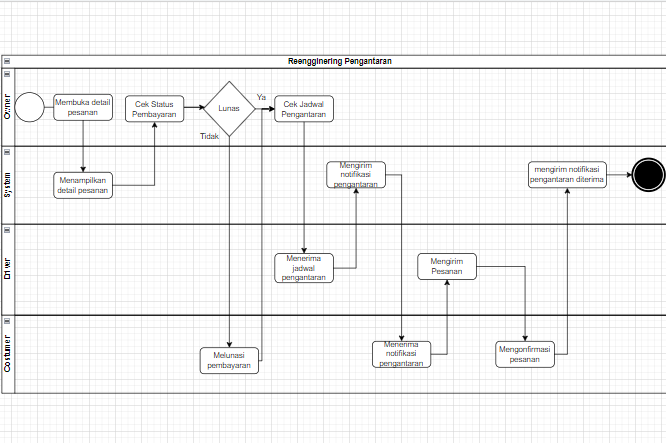 Reengginering Pengantaran
Owner
Membuka detail
pesanan
Cek Status
Pembayaran
Lunas
Ya
Tidak
Cek Jadwal
Pengantaran
System
Menampilkan
detail pesanan
Mengirim
notifikasi
pengantaran
mengirim notifikasi
pengantaran diterima
Driver
Menerima
jadwal
pengantaran
Mengirim
Pesanan
Costumer
Melunasi
pembayaran
Menerima
notifikasi
pengantaran
Mengonfirmasi
pesanan